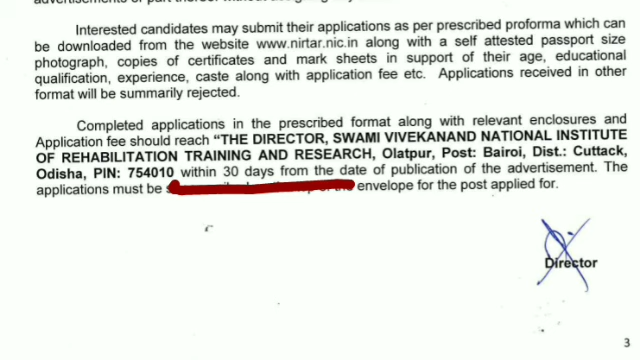 Interested candidates may submit their applications as per prescribed proforma which can
be downloaded from the website www.nirtar.nic.in along with a self attested passport size
photograph, copies of certificates and mark sheets in support of their age, educational
qualification, experience, caste along with application fee etc. Applications received in other
format will be summarily rejected.
Completed applications in the prescribed format along with relevant enclosures and
Application fee should reach “THE DIRECTOR, SWAMI VIVEKANAND NATIONAL INSTITUTE
OF REHABILITATION TRAINING AND RESEARCH, Olatpur, Post: Bairoi, Dist.: Cuttack,
Odisha, PIN: 754010 within 30 days from the date of publication of the advertisement. The
applications must be envelope for the post applied for.
Director
3